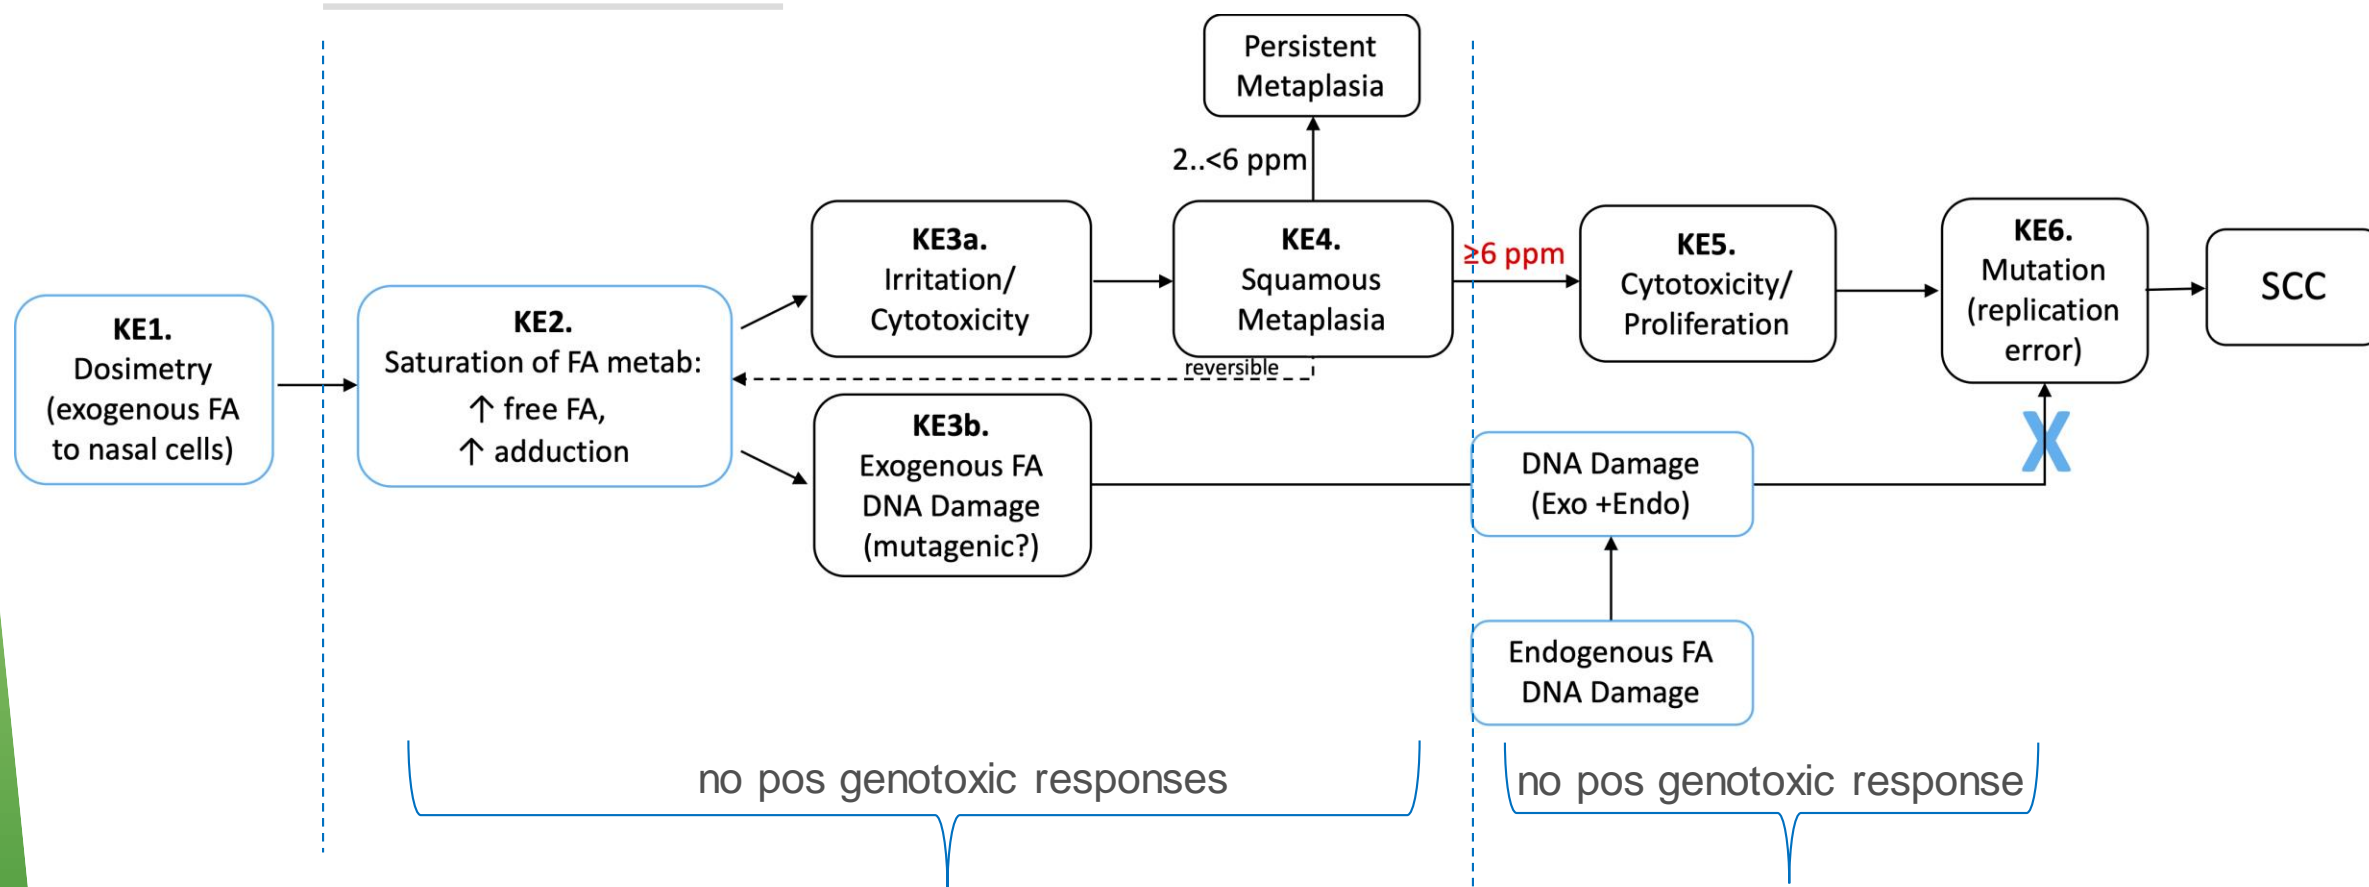 Persistent
Metaplasia
2..<6 ppm
KE1.
Dosimetry
(exogenous FA
to nasal cells)
KE2.
Saturation of FA metab:
↑ free FA,
↑ adduction
KE3a.
Irritation/
Cytotoxicity
KE4.
Squamous
Metaplasia
reversible
≥6 ppm
KE5.
Cytotoxicity/
Proliferation
KE6.
Mutation
(replication
error)
SCC
KE3b.
Exogenous FA
DNA Damage
(mutagenic?)
DNA Damage
(Exo +Endo)
X
Endogenous FA
DNA Damage
no pos genotoxic responses
no pos genotoxic response